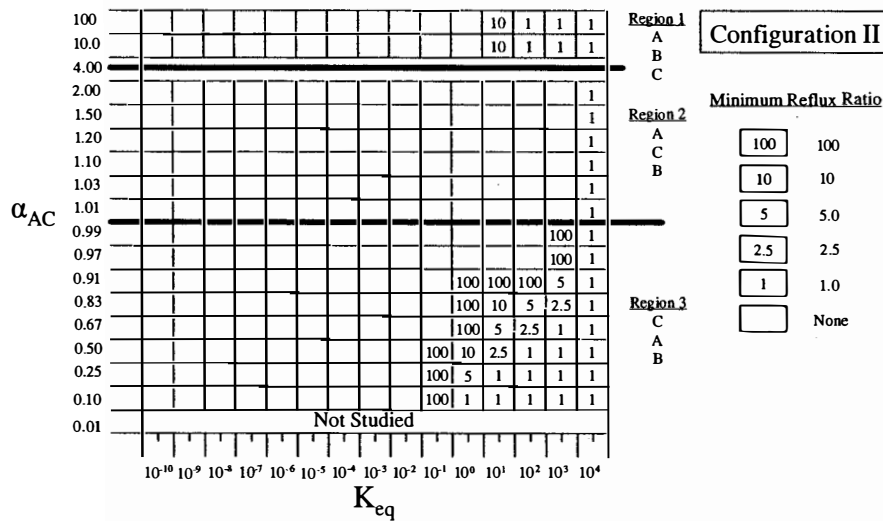 Configuration II
100 10 1 1 1
10.0 10 1 1 1
4.00
Region 1
A
B
C
2.00 1
1.50 1
1.20 1
1.10 1
1.03 1
1.01 1
Region 2
A
C
B
α_AC
0.99 100 1
0.97 100 1
0.91 100 100 100 5 1
0.83 100 10 5 2.5 1
0.67 100 5 2.5 1 1
0.50 100 10 2.5 1 1 1
0.25 100 5 1 1 1 1
0.10 100 1 1 1 1 1
0.01
Not Studied
Region 3
C
A
B
10^-10 10^-9 10^-8 10^-7 10^-6 10^-5 10^-4 10^-3 10^-2 10^-1 10^0 10^1 10^2 10^3 10^4
K_eq
Minimum Reflux Ratio
100 100
10 10
5 5.0
2.5 2.5
1 1.0
None